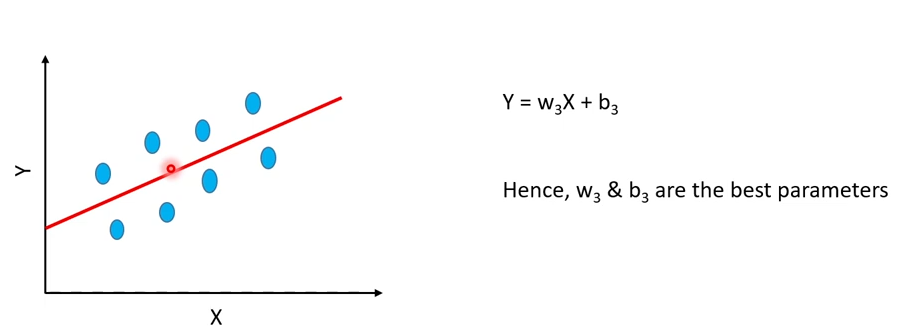 Y = w₃X + b₃
Y
Hence, w₃ & b₃ are the best parameters
X